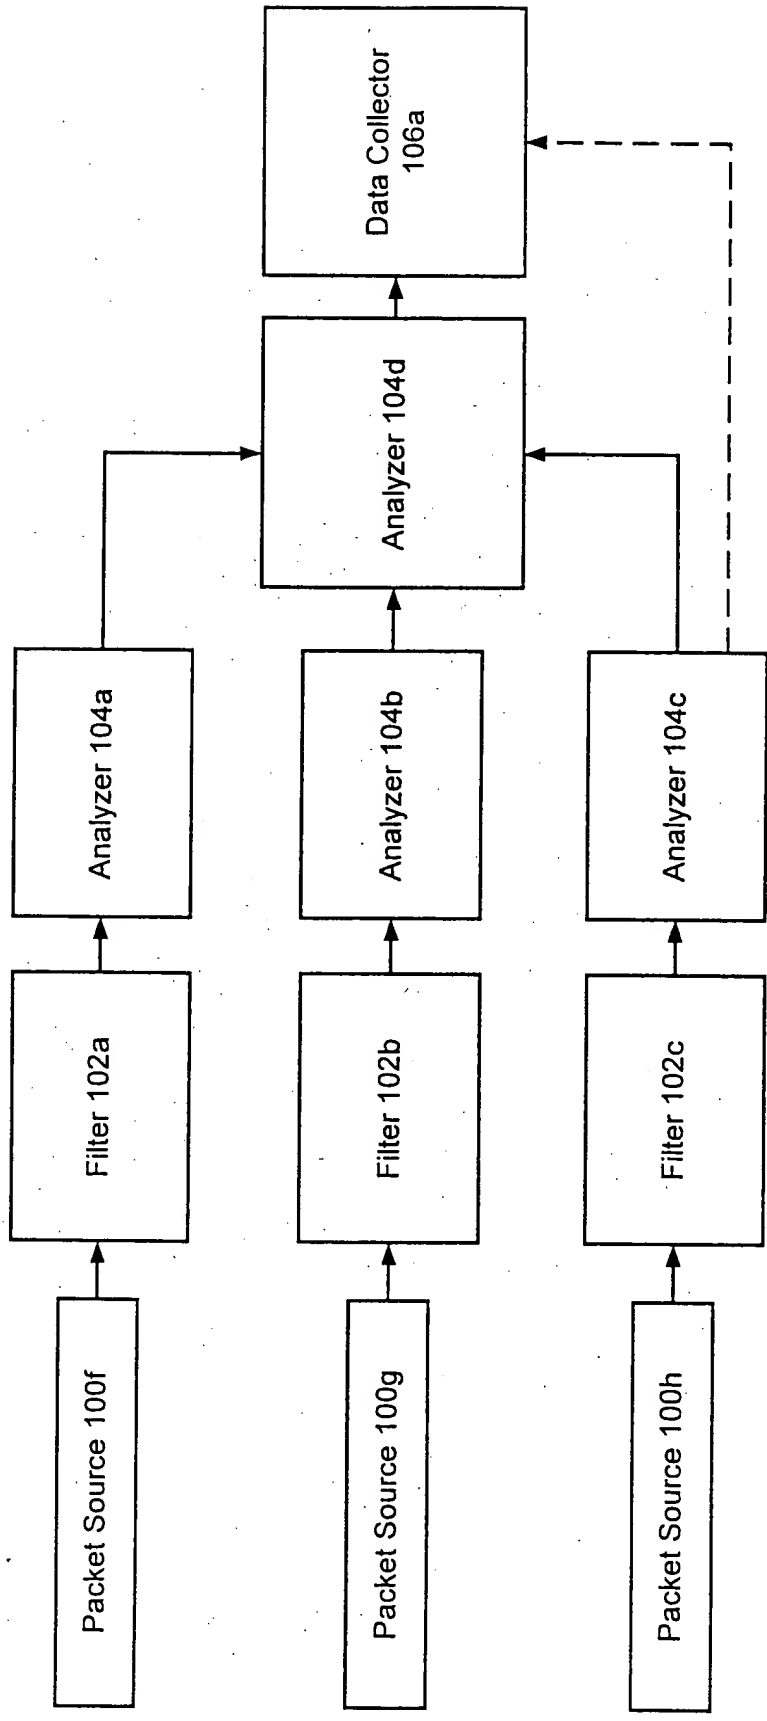 Packet Source 100f
Filter 102a
Analyzer 104a
Packet Source 100g
Filter 102b
Analyzer 104b
Analyzer 104d
Data Collector
106a
Packet Source 100h
Filter 102c
Analyzer 104c